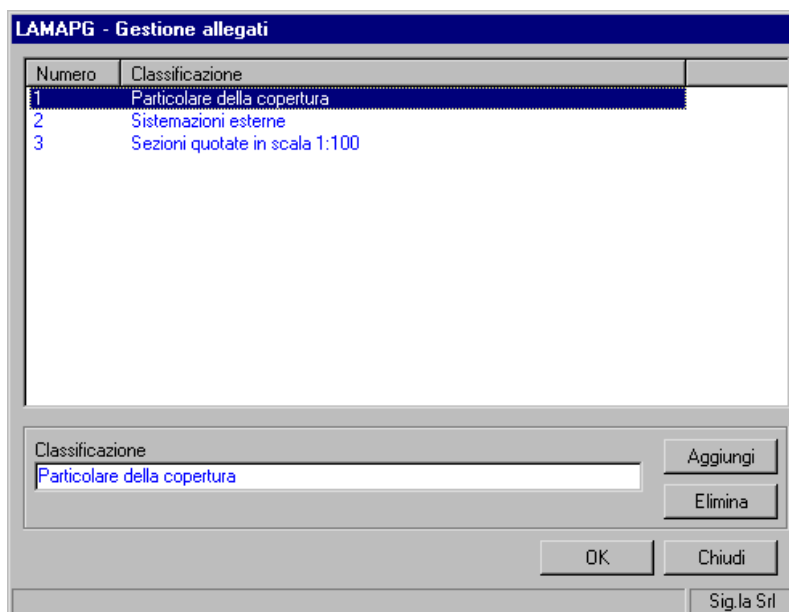 LAMAPG - Gestione allegati
Numero Classificazione
1 Particolare della copertura
2 Sistemazioni esterne
3 Sezioni quotate in scala 1:100
Classificazione
Particolare della copertura
Aggiungi
Elimina
OK Chiudi
Sig.la Srl